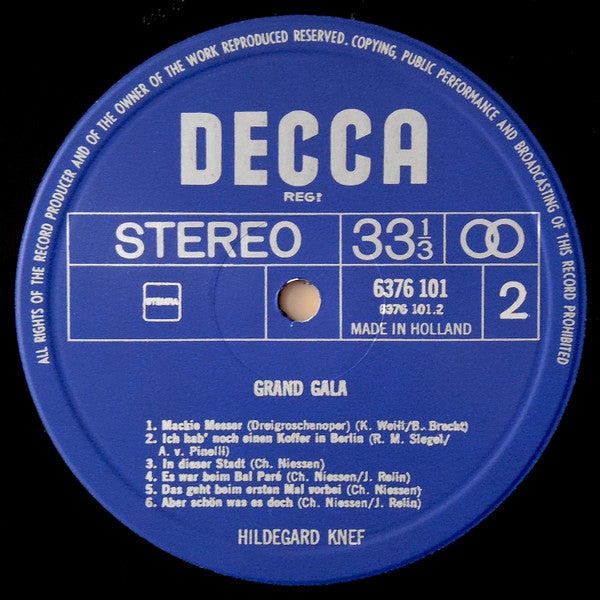 ALL RIGHTS OF THE RECORD PRODUCER AND OF THE OWNER OF THE WORK REPRODUCED RESERVED. COPYING, PUBLIC PERFORMANCE AND BROADCASTING OF THIS RECORD PROHIBITED
DECCA
REGD
STEREO 33⅓
STEMRA 6376 101 2
6376 101.2
MADE IN HOLLAND
GRAND GALA
1. Mackie Messer (Dreigroschenoper) (K. Weill/B. Brecht)
2. Ich hab' noch einen Koffer in Berlin (R. M. Siegel/
A. v. Pinelli)
3. In dieser Stadt (Ch. Niessen)
4. Es war beim Bal Paré (Ch. Niessen/J. Relin)
5. Das geht beim ersten Mal vorbei (Ch. Niessen)
6. Aber schön was es doch (Ch. Niessen/J. Relin)
HILDEGARD KNEF